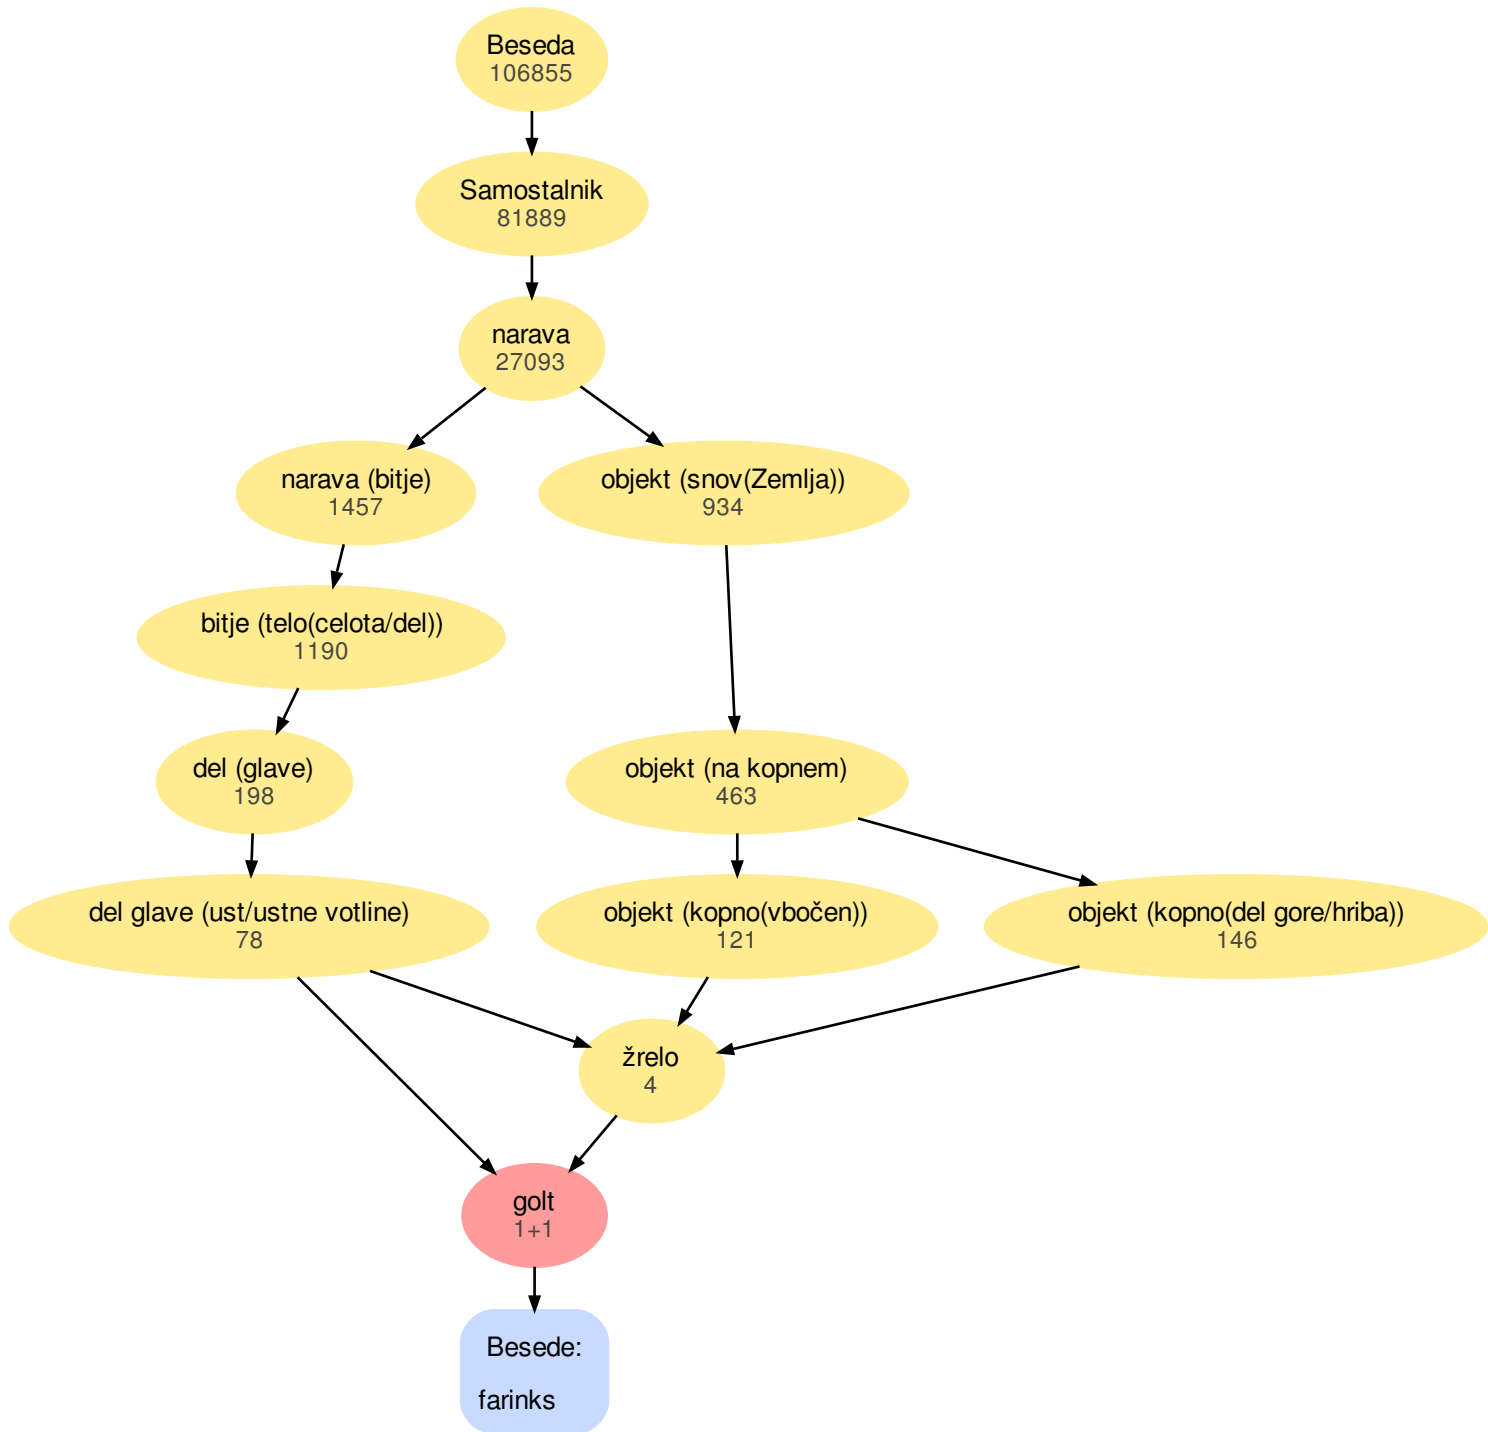 Beseda
106855
Samostalnik
81889
narava
27093
narava (bitje)
1457
objekt (snov(Zemlja))
934
bitje (telo(celota/del))
1190
del (glave)
198
objekt (na kopnem)
463
del glave (ust/ustne votline)
78
objekt (kopno(vbočen))
121
objekt (kopno(del gore/hriba))
146
žrelo
4
golt
1+1
Besede:
farinks